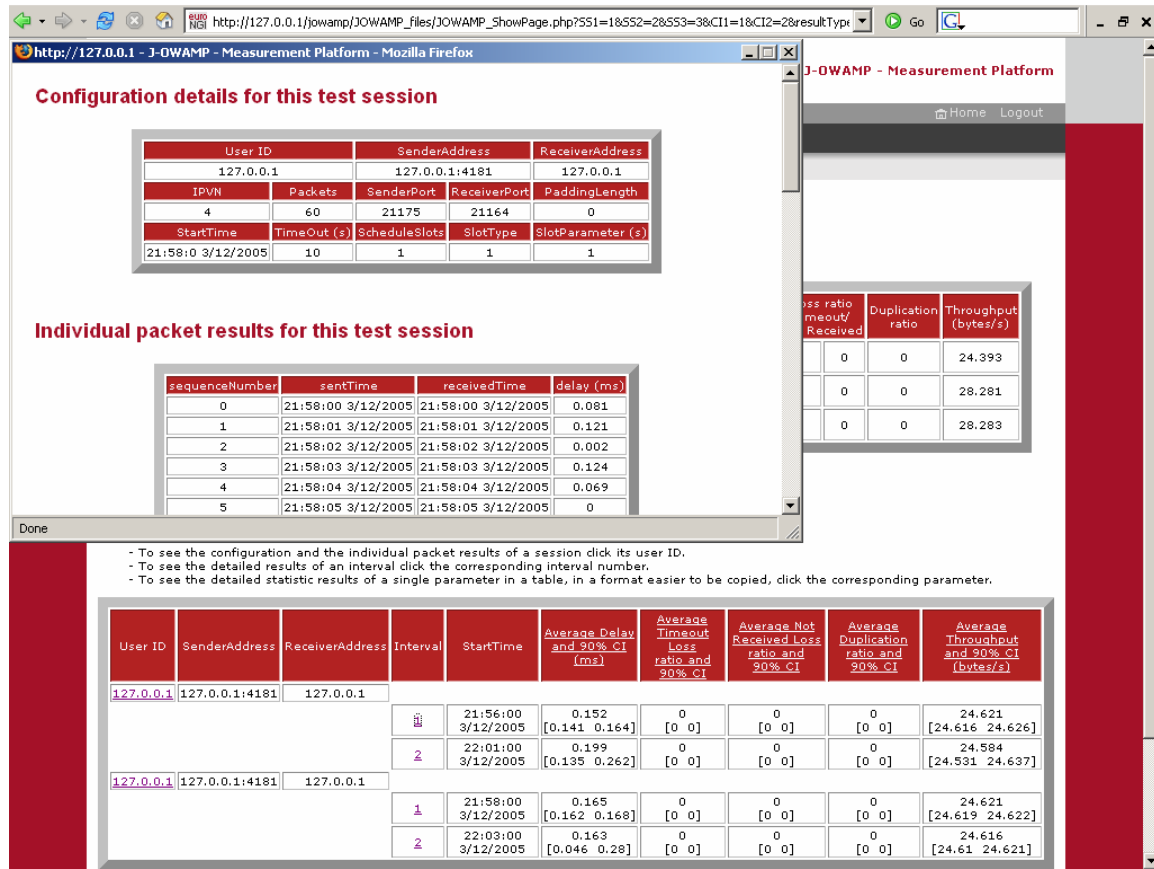 euro NGI http://127.0.0.1/jowamp/JOWAMP_files/JOWAMP_ShowPage.php?SS1=1&SS2=2&SS3=3&CI1=1&CI2=2&resultType Go G
http://127.0.0.1 - J-OWAMP - Measurement Platform - Mozilla Firefox
J-OWAMP - Measurement Platform
Home Logout
Configuration details for this test session
User ID SenderAddress ReceiverAddress
127.0.0.1 127.0.0.1:4181 127.0.0.1
IPVN Packets SenderPort ReceiverPort PaddingLength
4 60 21175 21164 0
StartTime TimeOut (s) ScheduleSlots SlotType SlotParameter (s)
21:58:0 3/12/2005 10 1 1 1
Individual packet results for this test session
sequenceNumber sentTime receivedTime delay (ms)
0 21:58:00 3/12/2005 21:58:00 3/12/2005 0.081
1 21:58:01 3/12/2005 21:58:01 3/12/2005 0.121
2 21:58:02 3/12/2005 21:58:02 3/12/2005 0.002
3 21:58:03 3/12/2005 21:58:03 3/12/2005 0.124
4 21:58:04 3/12/2005 21:58:04 3/12/2005 0.069
5 21:58:05 3/12/2005 21:58:05 3/12/2005 0
Done
ratio Duplication Throughput
Received ratio (bytes/s)
0 0 24.393
0 0 28.281
0 0 28.283
- To see the configuration and the individual packet results of a session click its user ID.
- To see the detailed results of an interval click the corresponding interval number.
- To see the detailed statistic results of a single parameter in a table, in a format easier to be copied, click the corresponding parameter.
User ID SenderAddress ReceiverAddress Interval StartTime Average Delay and 90% CI (ms) Average Timeout Loss ratio and 90% CI Average Not Received Loss ratio and 90% CI Average Duplication ratio and 90% CI Average Throughput and 90% CI (bytes/s)
127.0.0.1 127.0.0.1:4181 127.0.0.1
1 21:56:00 0.152 0 0 0 24.621
3/12/2005 [0.141 0.164] [0 0] [0 0] [0 0] [24.616 24.626]
2 22:01:00 0.199 0 0 0 24.584
3/12/2005 [0.135 0.262] [0 0] [0 0] [0 0] [24.531 24.637]
127.0.0.1 127.0.0.1:4181 127.0.0.1
1 21:58:00 0.165 0 0 0 24.621
3/12/2005 [0.162 0.168] [0 0] [0 0] [0 0] [24.619 24.622]
2 22:03:00 0.163 0 0 0 24.616
3/12/2005 [0.046 0.28] [0 0] [0 0] [0 0] [24.61 24.621]